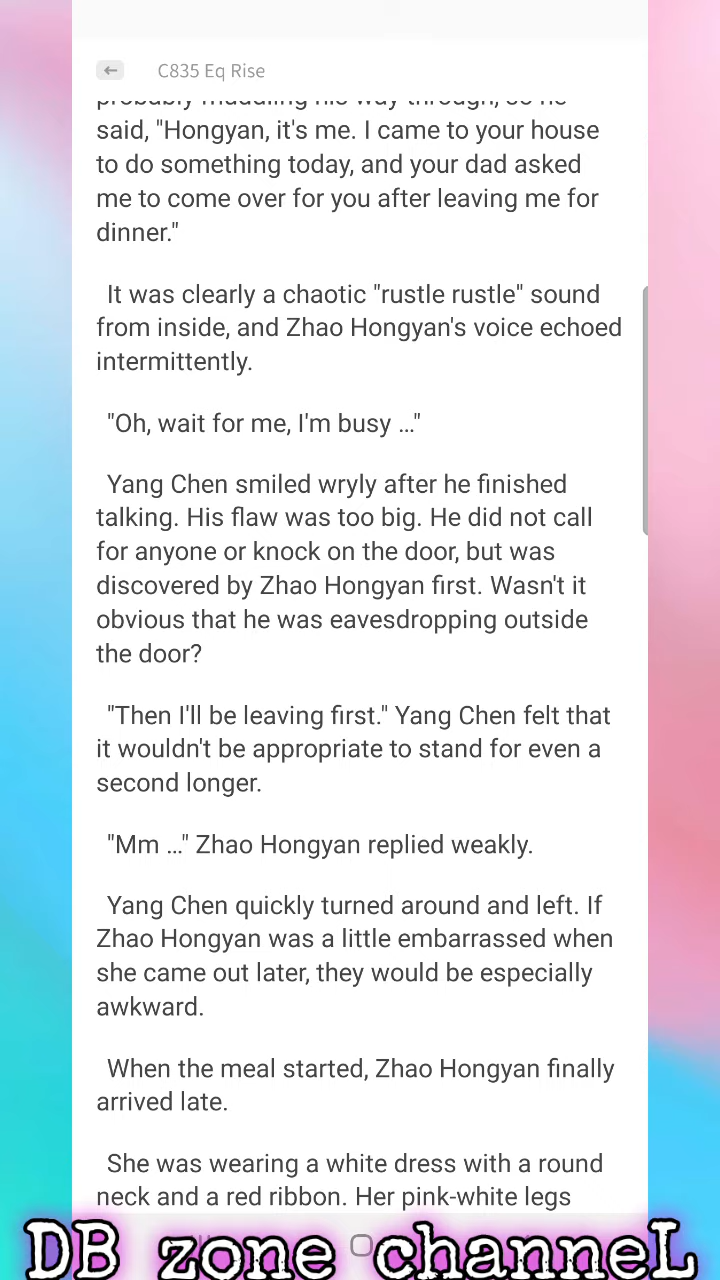 C835 Eq Rise
probably muddling his way through, so he
said, "Hongyan, it's me. I came to your house
to do something today, and your dad asked
me to come over for you after leaving me for
dinner."
It was clearly a chaotic "rustle rustle" sound
from inside, and Zhao Hongyan's voice echoed
intermittently.
"Oh, wait for me, I'm busy ..."
Yang Chen smiled wryly after he finished
talking. His flaw was too big. He did not call
for anyone or knock on the door, but was
discovered by Zhao Hongyan first. Wasn't it
obvious that he was eavesdropping outside
the door?
"Then I'll be leaving first." Yang Chen felt that
it wouldn't be appropriate to stand for even a
second longer.
"Mm ..." Zhao Hongyan replied weakly.
Yang Chen quickly turned around and left. If
Zhao Hongyan was a little embarrassed when
she came out later, they would be especially
awkward.
When the meal started, Zhao Hongyan finally
arrived late.
She was wearing a white dress with a round
neck and a red ribbon. Her pink-white legs
DB zone channeL